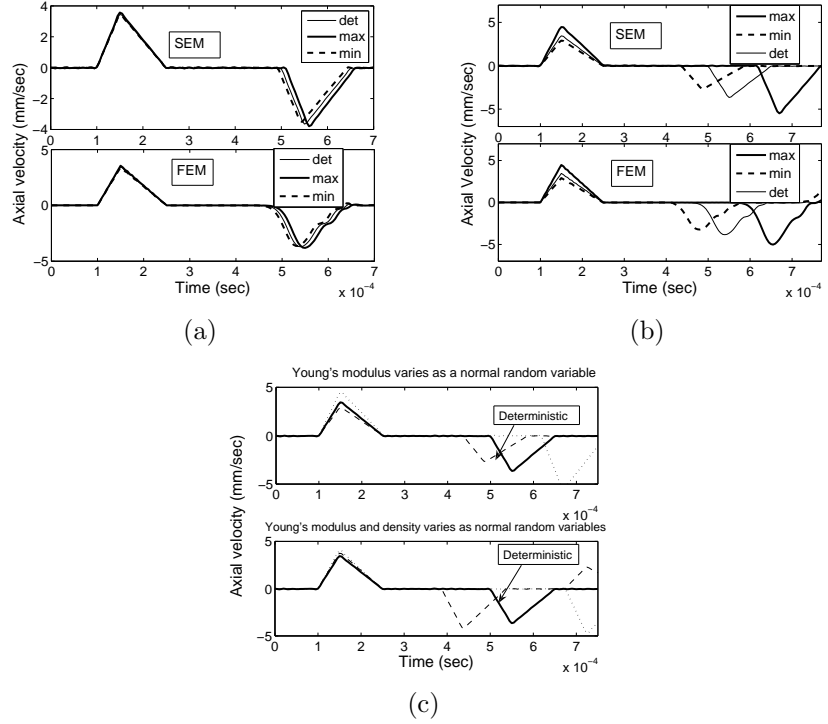 4
2
0
−2
−4
0 1 2 3 4 5 6 7
SEM
det
max
min
5
0
−5
0 1 2 3 4 5 6 7
x 10⁻⁴
FEM
det
max
min
Axial velocity (mm/sec)
Time (sec)
(a)
5
0
−5
0 1 2 3 4 5 6 7
SEM
max
min
det
5
0
−5
0 1 2 3 4 5 6 7
x 10⁻⁴
FEM
max
min
det
Axial Velocity (mm/sec)
Time (sec)
(b)
Young's modulus varies as a normal random variable
5
0
−5
0 1 2 3 4 5 6 7
x 10⁻⁴
Deterministic
Young's modulus and density varies as normal random variables
5
0
−5
0 1 2 3 4 5 6 7
x 10⁻⁴
Deterministic
Axial velocity (mm/sec)
Time (sec)
(c)